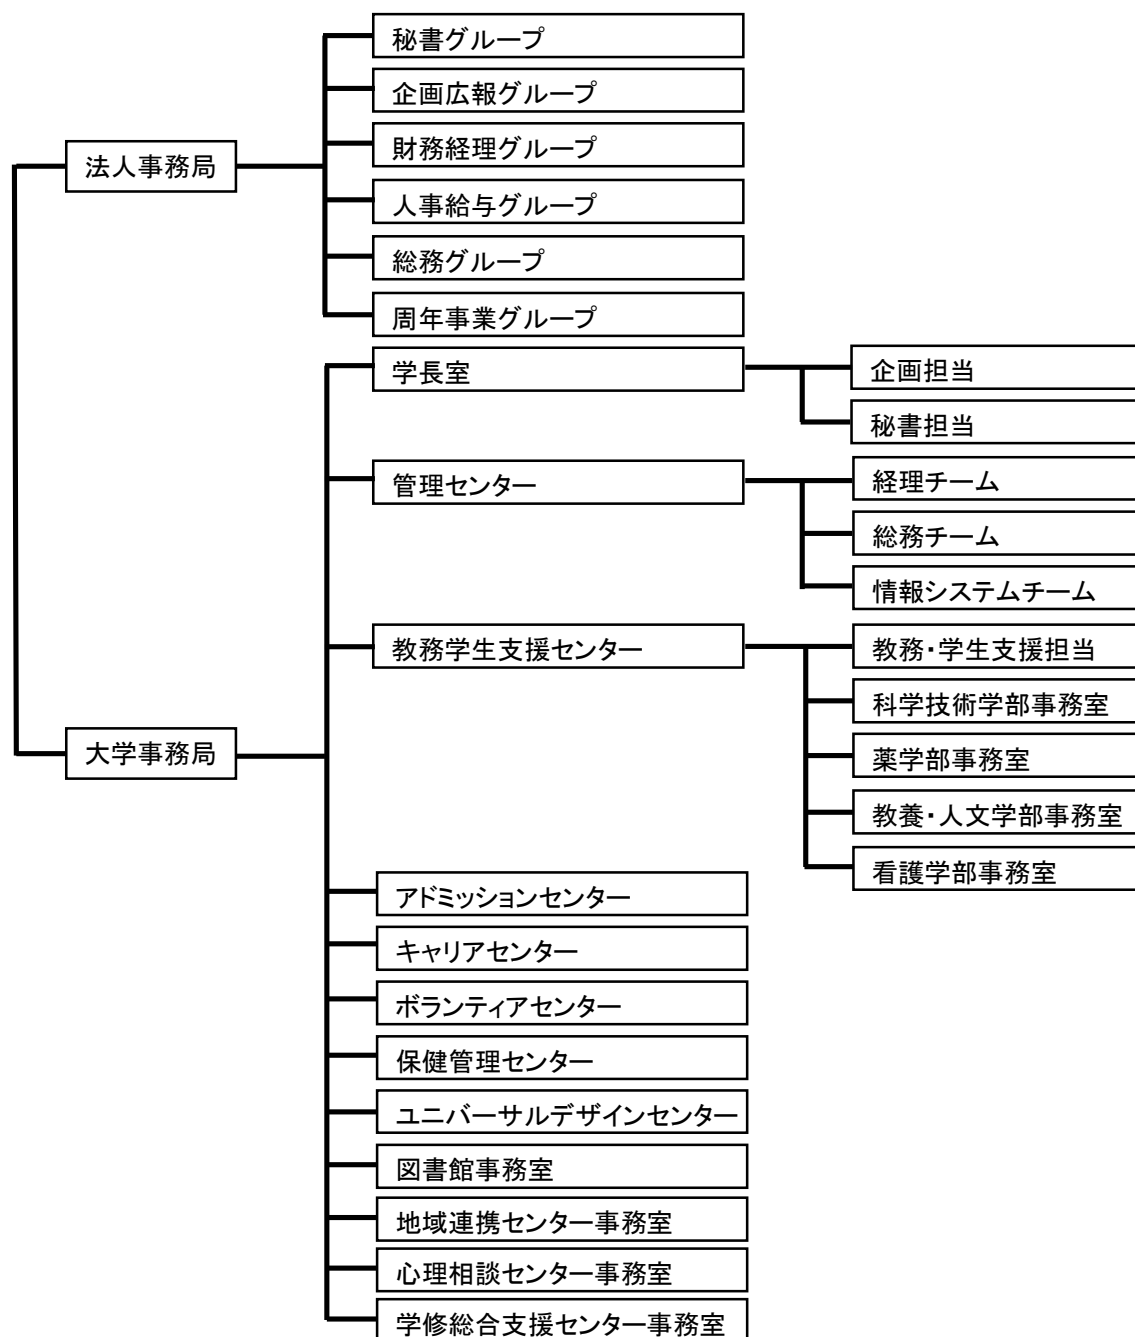 法人事務局
秘書グループ
企画広報グループ
財務経理グループ
人事給与グループ
総務グループ
周年事業グループ
大学事務局
学長室
企画担当
秘書担当
管理センター
経理チーム
総務チーム
情報システムチーム
教務学生支援センター
教務・学生支援担当
科学技術学部事務室
薬学部事務室
教養・人文学部事務室
看護学部事務室
アドミッションセンター
キャリアセンター
ボランティアセンター
保健管理センター
ユニバーサルデザインセンター
図書館事務室
地域連携センター事務室
心理相談センター事務室
学修総合支援センター事務室